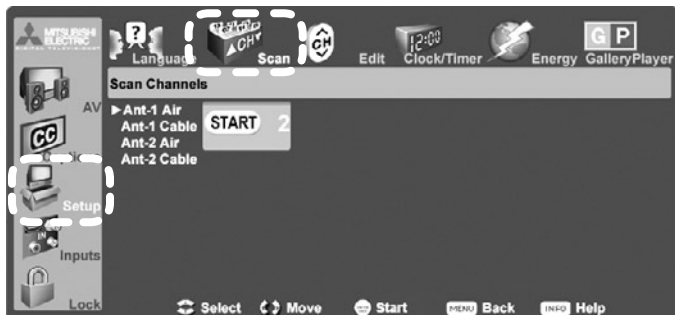 MITSUBISHI
ELECTRIC
DIGITAL TELEVISION
Language
CH
Scan
CH
Edit
12:00
Clock/Timer
Energy
G P
GalleryPlayer
Scan Channels
AV
Ant-1 Air
Ant-1 Cable
Ant-2 Air
Ant-2 Cable
START 2
CC
Setup
IN
Inputs
Lock
Select
Move
Start
MENU Back
INFO Help